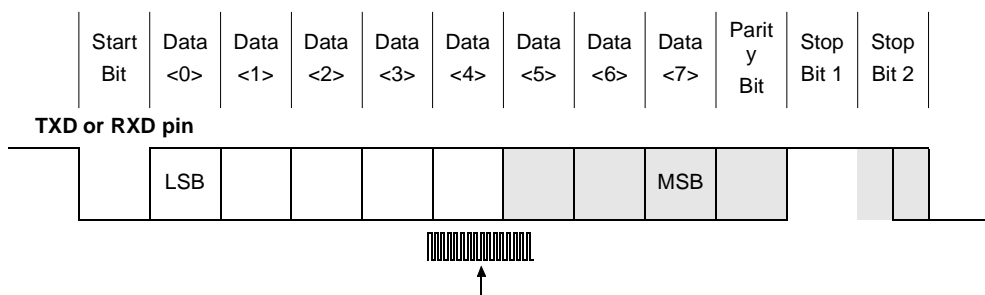 Start Bit
Data <0>
Data <1>
Data <2>
Data <3>
Data <4>
Data <5>
Data <6>
Data <7>
Parit y Bit
Stop Bit 1
Stop Bit 2
TXD or RXD pin
LSB
MSB